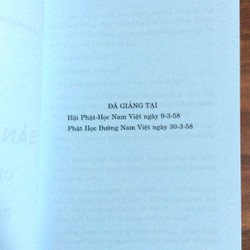 ĐÃ GIẢNG TẠI
Hội Phật-Học Nam Việt ngày 9-3-58
Phật Học Đường Nam Việt ngày 30-3-58